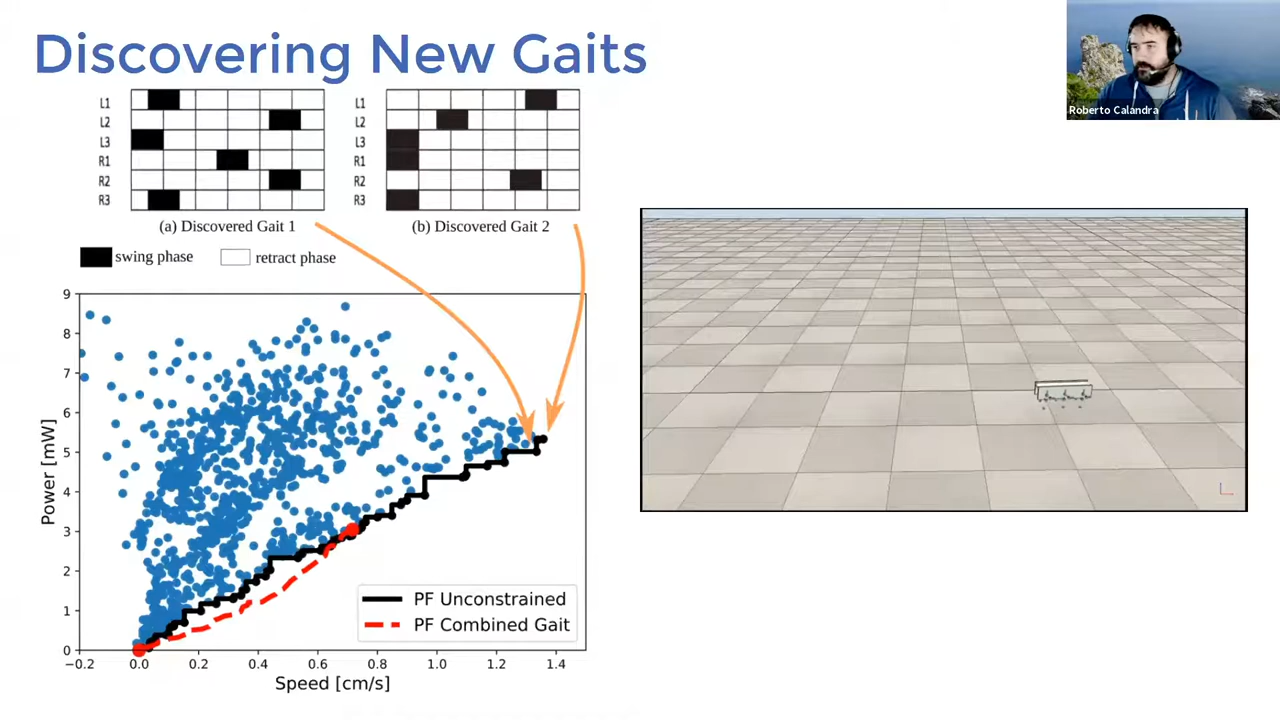 Discovering New Gaits
Roberto Calandra
L1
L2
L3
R1
R2
R3
(a) Discovered Gait 1
L1
L2
L3
R1
R2
R3
(b) Discovered Gait 2
swing phase
retract phase
9
8
7
6
5
4
3
2
1
0
Power [mW]
PF Unconstrained
PF Combined Gait
−0.2 0.0 0.2 0.4 0.6 0.8 1.0 1.2 1.4
Speed [cm/s]